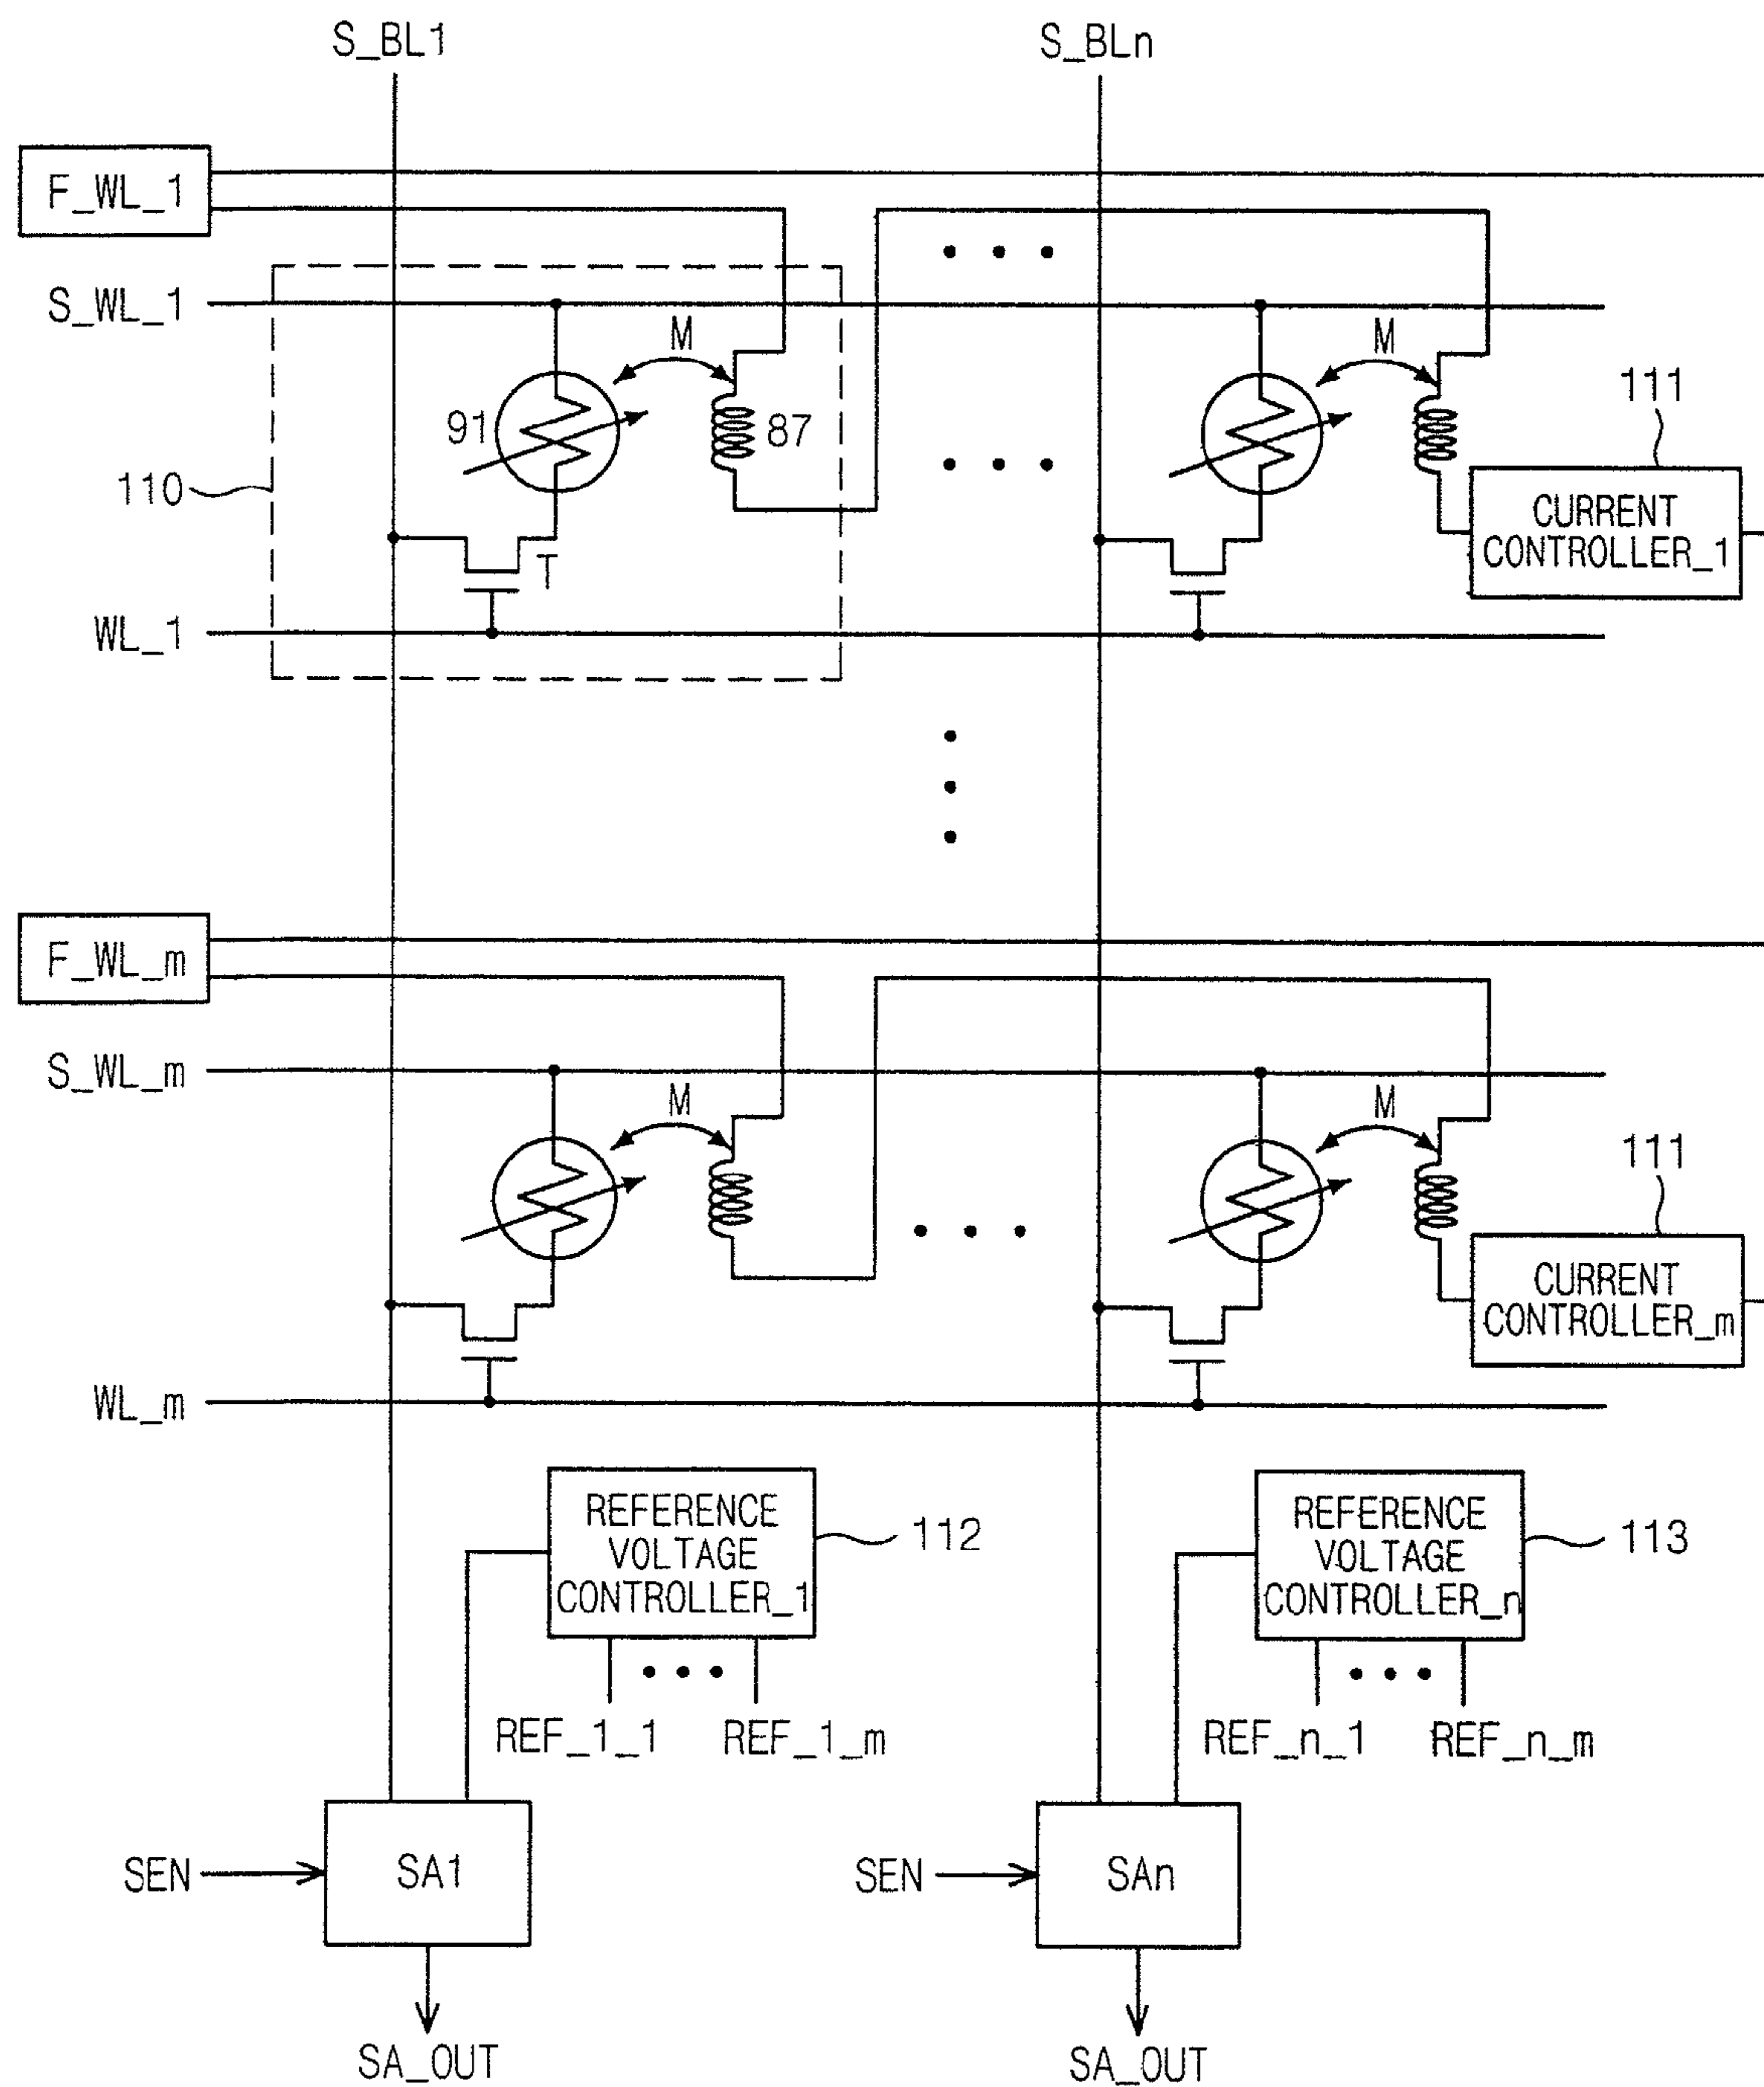 S_BL1
S_BLn
F_WL_1
S_WL_1
M
M
111
91
87
110
CURRENT
CONTROLLER_1
T
WL_1
F_WL_m
S_WL_m
M
M
111
CURRENT
CONTROLLER_m
WL_m
REFERENCE
VOLTAGE
CONTROLLER_1
112
REFERENCE
VOLTAGE
CONTROLLER_n
113
REF_1_1
REF_1_m
REF_n_1
REF_n_m
SEN
SA1
SEN
SAn
SA_OUT
SA_OUT